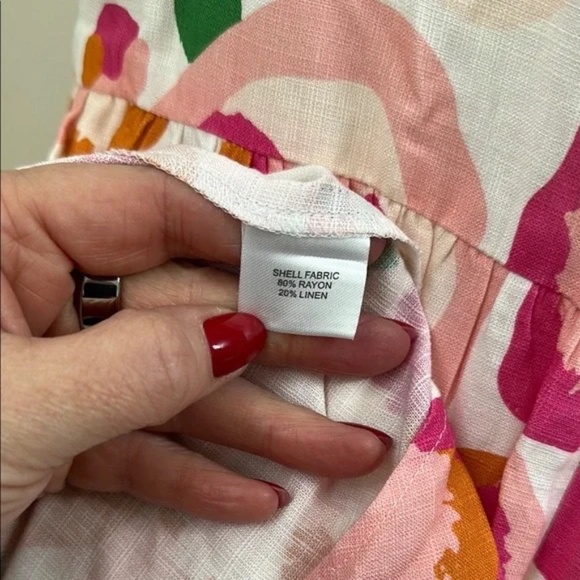 SHELL FABRIC
80% RAYON
20% LINEN